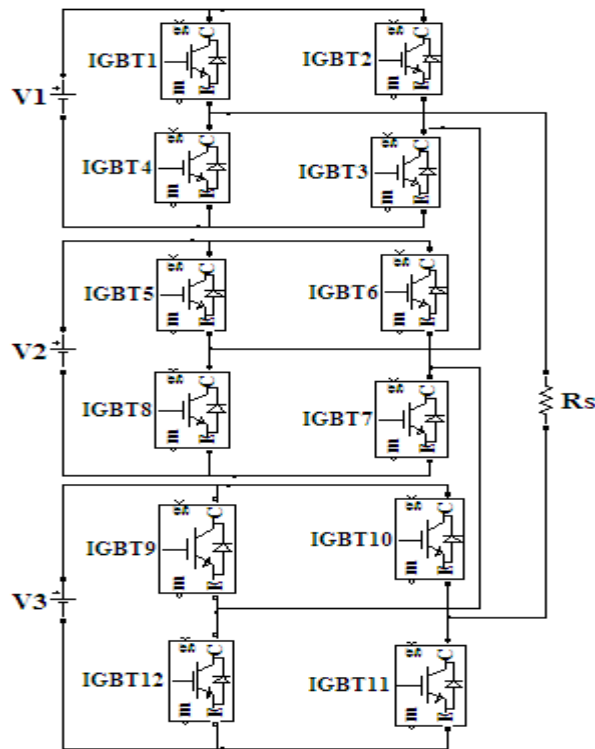 g C
IGBT1
m E
g C
IGBT2
m E
V1
g C
IGBT4
m E
g C
IGBT3
m E
g C
IGBT5
m E
g C
IGBT6
m E
V2
g C
IGBT8
m E
g C
IGBT7
m E
Rs
g C
IGBT9
m E
g C
IGBT10
m E
V3
g C
IGBT12
m E
g C
IGBT11
m E